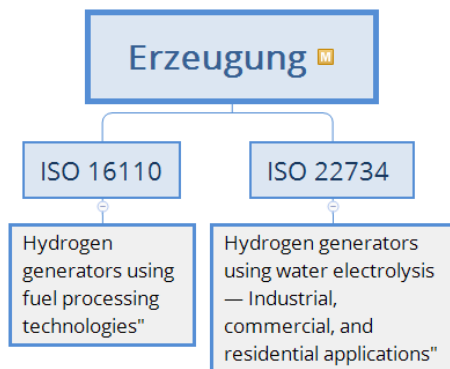 Erzeugung M
ISO 16110
ISO 22734
Hydrogen
generators using
fuel processing
technologies"
Hydrogen generators
using water electrolysis
— Industrial,
commercial, and
residential applications"